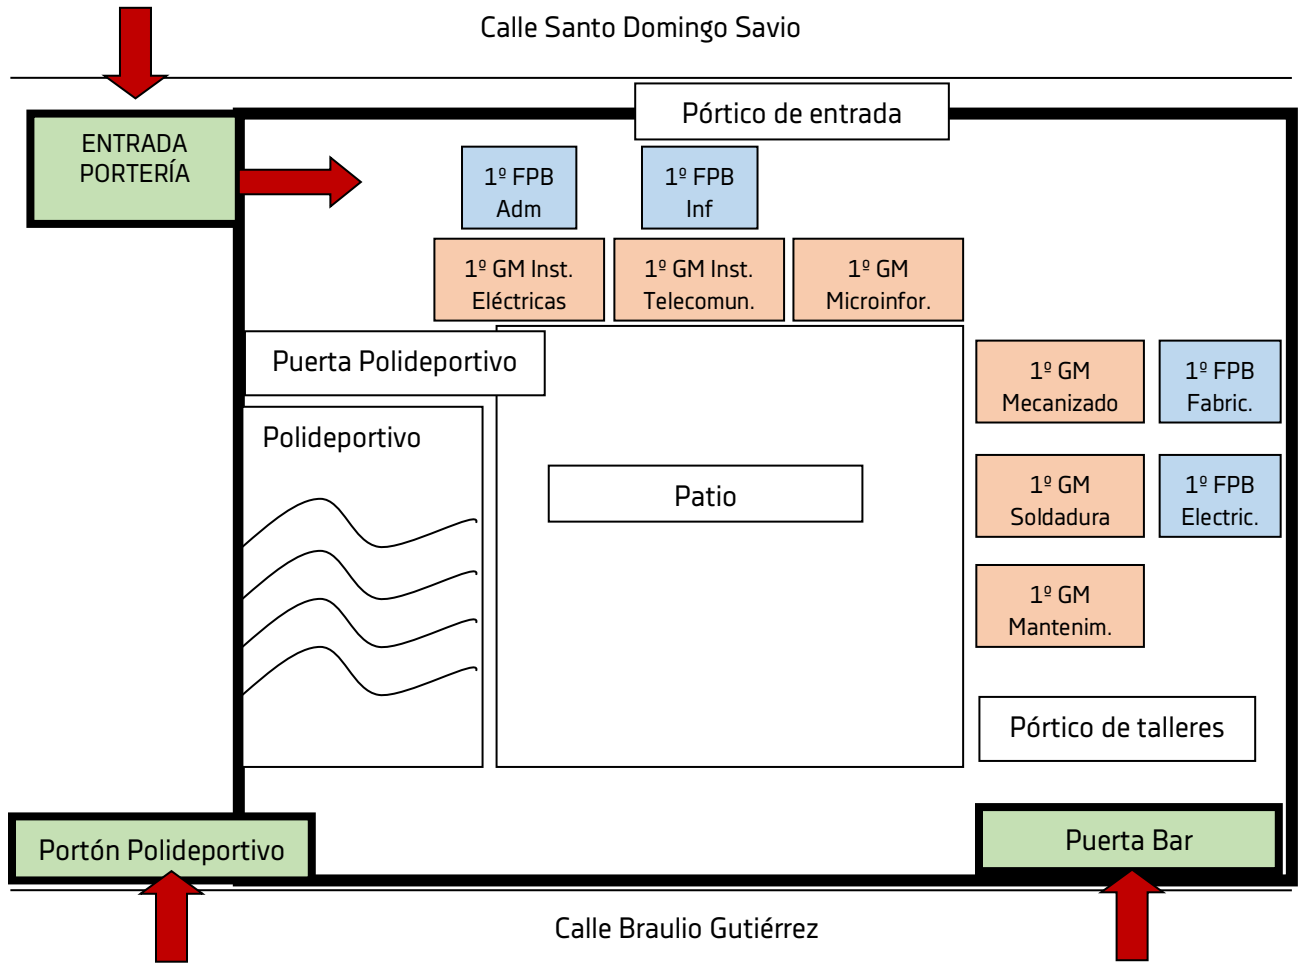 Calle Santo Domingo Savio
Pórtico de entrada
ENTRADA
PORTERÍA
1º FPB
Adm
1º FPB
Inf
1º GM Inst.
Eléctricas
1º GM Inst.
Telecomun.
1º GM
Microinfor.
Puerta Polideportivo
1º GM
Mecanizado
1º FPB
Fabric.
Polideportivo
Patio
1º GM
Soldadura
1º FPB
Electric.
1º GM
Mantenim.
Pórtico de talleres
Portón Polideportivo
Puerta Bar
Calle Braulio Gutiérrez